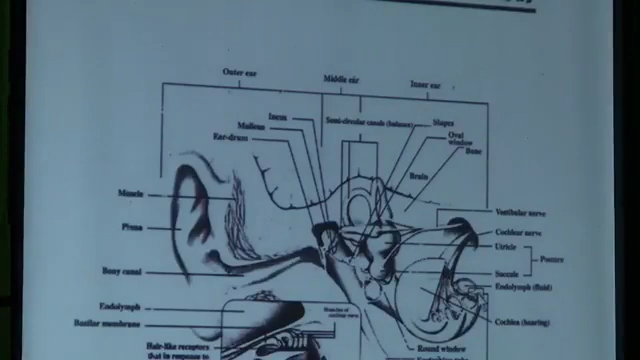 Outer ear
Middle ear
Inner ear
Incus
Malleus
Ear-drum
Semi-circular canals (balance)
Stapes
Oval
window
Bone
Brain
Muscle
Pinna
Bony canal
Vestibular nerve
Cochlear nerve
Utricle
Saccule
Posture
Endolymph (fluid)
Cochlea (hearing)
Round window
Endolymph
Basilar membrane
Hair-like receptors
that in response to